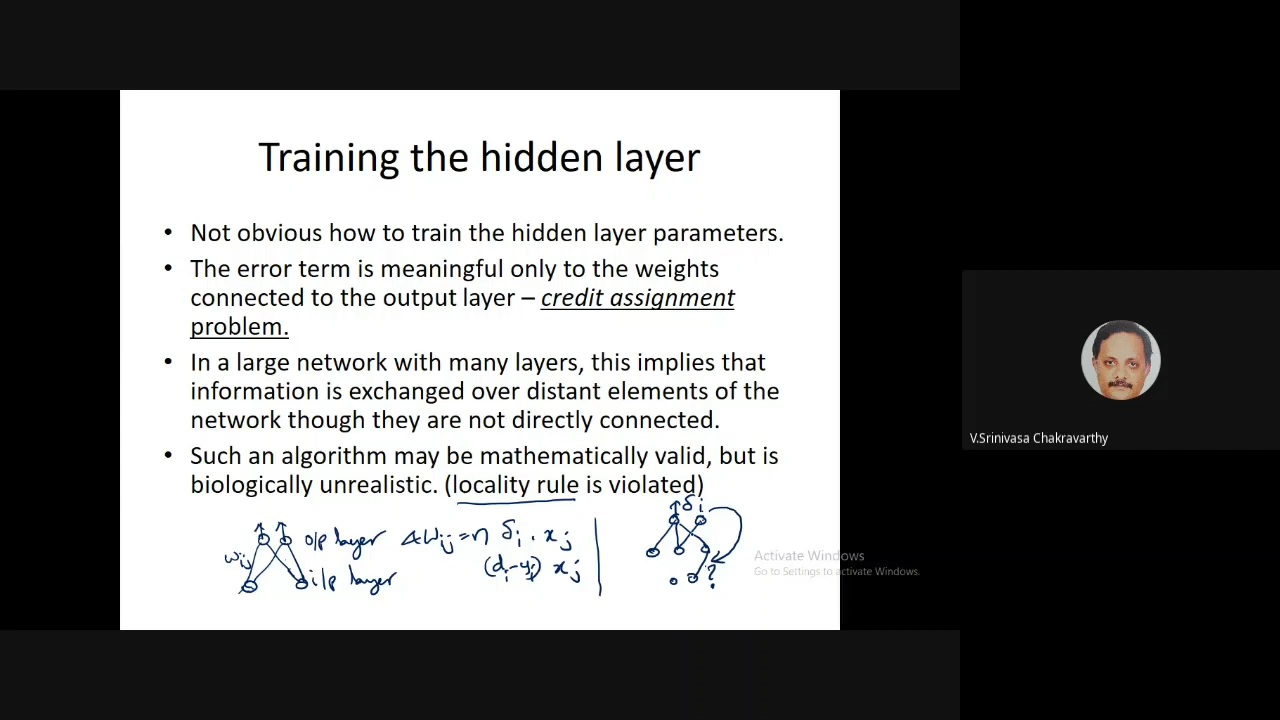 Training the hidden layer
• Not obvious how to train the hidden layer parameters.
• The error term is meaningful only to the weights
connected to the output layer – credit assignment
problem.
• In a large network with many layers, this implies that
information is exchanged over distant elements of the
network though they are not directly connected.
• Such an algorithm may be mathematically valid, but is
biologically unrealistic. (locality rule is violated)
δi
wij o/p layer Δwij = η δi . xj
(di-yi) xj
i/p layer
?
Activate Windows
Go to Settings to activate Windows.
V.Srinivasa Chakravarthy